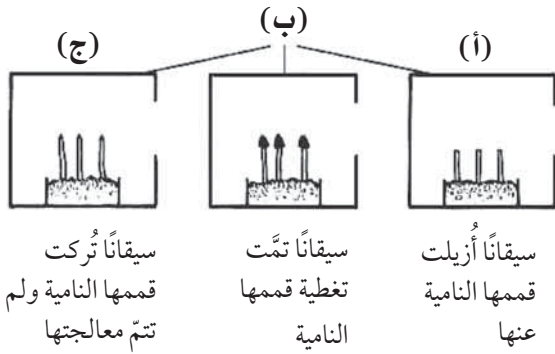 (أ)
(ب)
(ج)
سيقانًا أُزيلت
قممها النامية
عنها
سيقانًا تمَّت
تغطية قممها
النامية
سيقانًا تُركت
قممها النامية ولم
تتمّ معالجتها